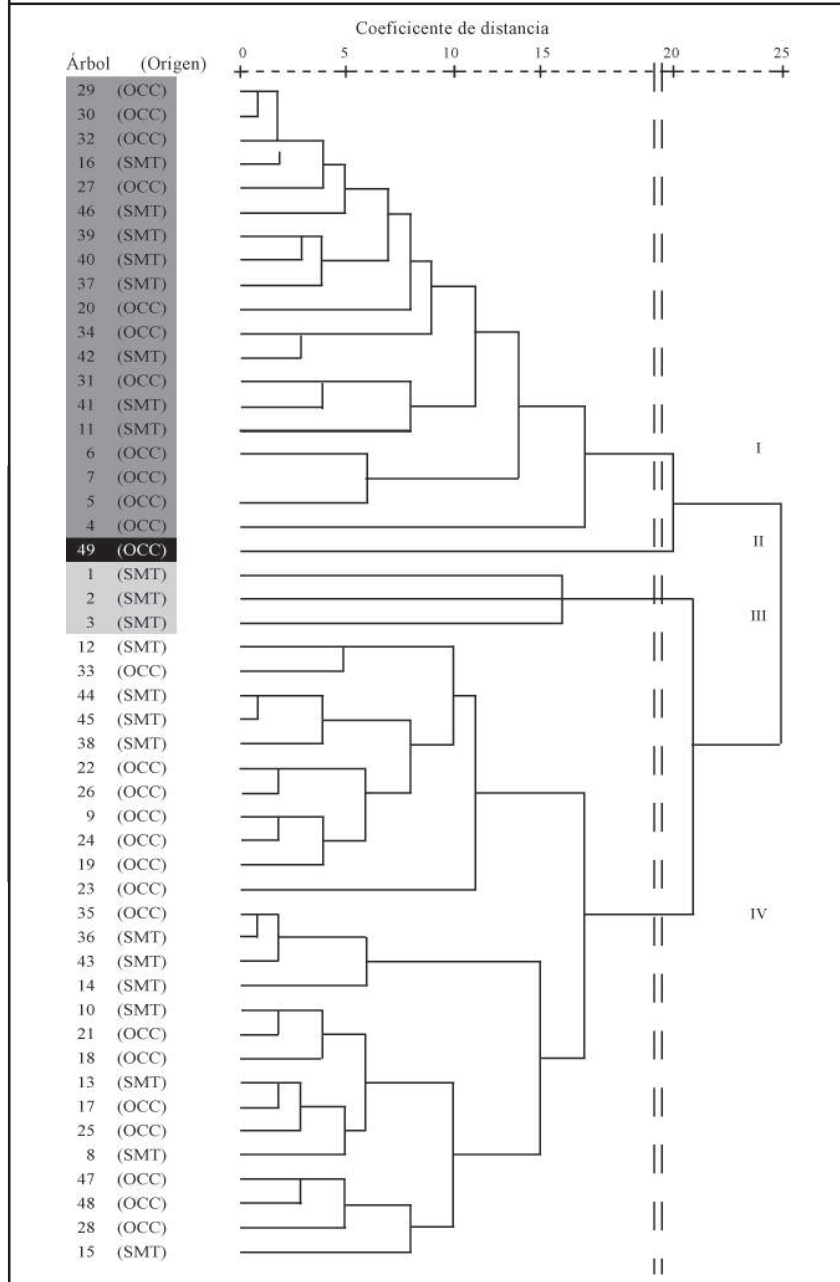 Coeficicente de distancia
0 5 10 15 20 25
Árbol (Origen)
29 (OCC)
30 (OCC)
32 (OCC)
16 (SMT)
27 (OCC)
46 (SMT)
39 (SMT)
40 (SMT)
37 (SMT)
20 (OCC)
34 (OCC)
42 (SMT)
31 (OCC)
41 (SMT)
11 (SMT)
6 (OCC)
I
7 (OCC)
5 (OCC)
4 (OCC)
49 (OCC)
II
1 (SMT)
2 (SMT)
III
3 (SMT)
12 (SMT)
33 (OCC)
44 (SMT)
45 (SMT)
38 (SMT)
22 (OCC)
26 (OCC)
9 (OCC)
24 (OCC)
19 (OCC)
23 (OCC)
35 (OCC)
IV
36 (SMT)
43 (SMT)
14 (SMT)
10 (SMT)
21 (OCC)
18 (OCC)
13 (SMT)
17 (OCC)
25 (OCC)
8 (SMT)
47 (OCC)
48 (OCC)
28 (OCC)
15 (SMT)